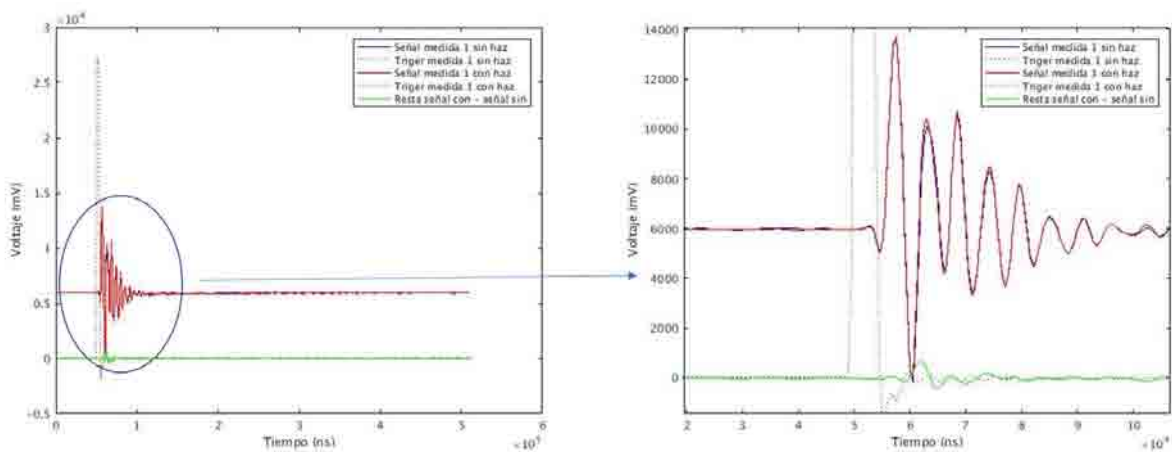 ×10⁴
3
2.5
2
1.5
1
0.5
0
-0.5
Voltaje (mV)
0
1
2
3
4
5
6
Tiempo (ns)
×10⁵
Señal medida 1 sin haz
Triger medida 1 sin haz
Señal medida 1 con haz
Triger medida 1 con haz
Resta señal con - señal sin
14000
12000
10000
8000
6000
4000
2000
0
Voltaje (mV)
2
3
4
5
6
7
8
9
10
Tiempo (ns)
×10⁴
Señal medida 1 sin haz
Triger medida 1 sin haz
Señal medida 1 con haz
Triger medida 1 con haz
Resta señal con - señal sin